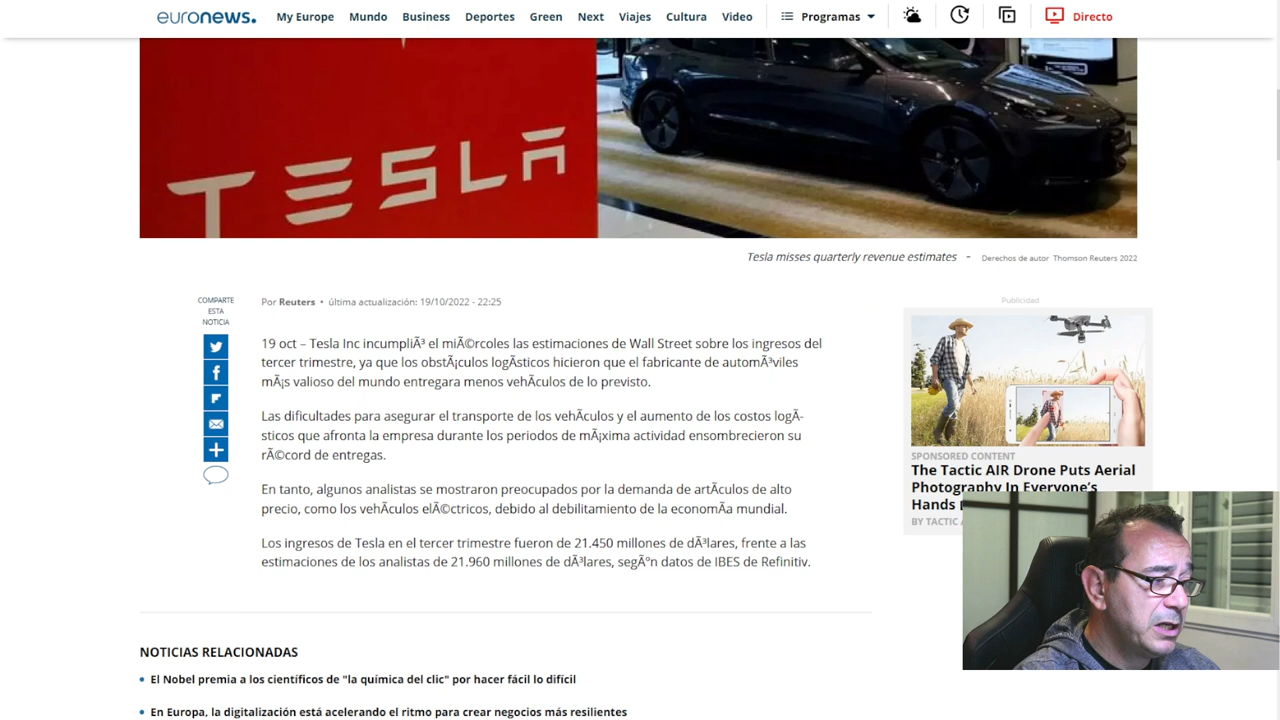 euronews.
My Europe Mundo Business Deportes Green Next Viajes Cultura Video Programas Directo
TESLA
Tesla misses quarterly revenue estimates - Derechos de autor Thomson Reuters 2022
COMPARTE
ESTA
NOTICIA
Por Reuters • última actualización: 19/10/2022 - 22:25
19 oct – Tesla Inc incumpliÃ³ el miÃ©rcoles las estimaciones de Wall Street sobre los ingresos del
tercer trimestre, ya que los obstÃ¡culos logÃsticos hicieron que el fabricante de automÃ³viles
mÃ¡s valioso del mundo entregara menos vehÃculos de lo previsto.
Las dificultades para asegurar el transporte de los vehÃculos y el aumento de los costos logÃ-
sticos que afronta la empresa durante los periodos de mÃ¡xima actividad ensombrecieron su
rÃ©cord de entregas.
En tanto, algunos analistas se mostraron preocupados por la demanda de artÃculos de alto
precio, como los vehÃculos elÃ©ctricos, debido al debilitamiento de la economÃa mundial.
Los ingresos de Tesla en el tercer trimestre fueron de 21.450 millones de dÃ³lares, frente a las
estimaciones de los analistas de 21.960 millones de dÃ³lares, segÃºn datos de IBES de Refinitiv.
Publicidad
SPONSORED CONTENT
The Tactic AIR Drone Puts Aerial
Photography In Everyone’s
Hands
BY TACTIC
NOTICIAS RELACIONADAS
• El Nobel premia a los científicos de "la química del clic" por hacer fácil lo difícil
• En Europa, la digitalización está acelerando el ritmo para crear negocios más resilientes